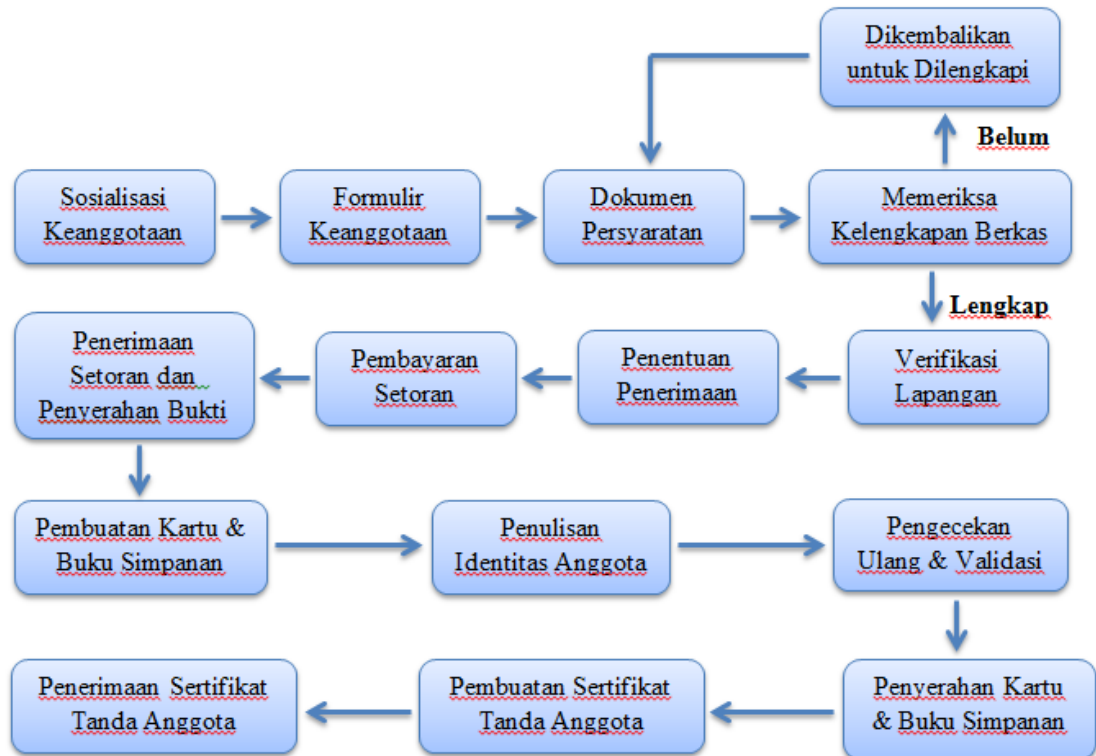 Dikembalikan
untuk Dilengkapi
Belum
Sosialisasi
Keanggotaan
Formulir
Keanggotaan
Dokumen
Persyaratan
Memeriksa
Kelengkapan Berkas
Lengkap
Verifikasi
Lapangan
Penentuan
Penerimaan
Pembayaran
Setoran
Penerimaan
Setoran dan
Penyerahan Bukti
Pembuatan Kartu &
Buku Simpanan
Penulisan
Identitas Anggota
Pengecekan
Ulang & Validasi
Penyerahan Kartu
& Buku Simpanan
Pembuatan Sertifikat
Tanda Anggota
Penerimaan Sertifikat
Tanda Anggota